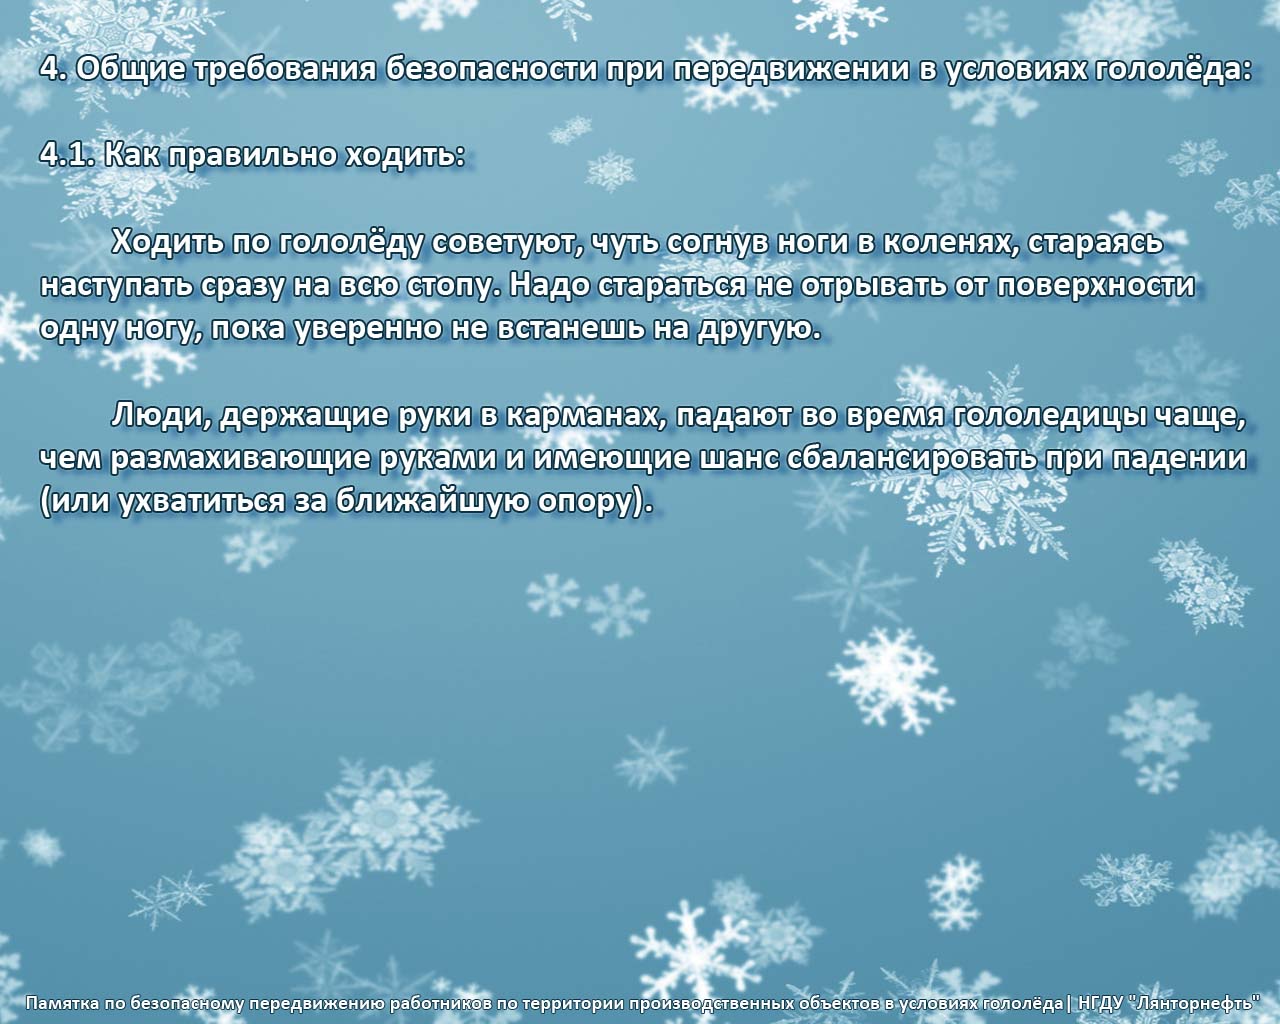 4. Общие требования безопасности при передвижении в условиях гололёда:
4.1. Как правильно ходить:
Ходить по гололёду советуют, чуть согнув ноги в коленях, стараясь
наступать сразу на всю стопу. Надо стараться не отрывать от поверхности
одну ногу, пока уверенно не встанешь на другую.
Люди, держащие руки в карманах, падают во время гололедицы чаще,
чем размахивающие руками и имеющие шанс сбалансировать при падении
(или ухватиться за ближайшую опору).
Памятка по безопасному передвижению работников по территории производственных объектов в условиях гололёда| НГДУ "Лянторнефть"